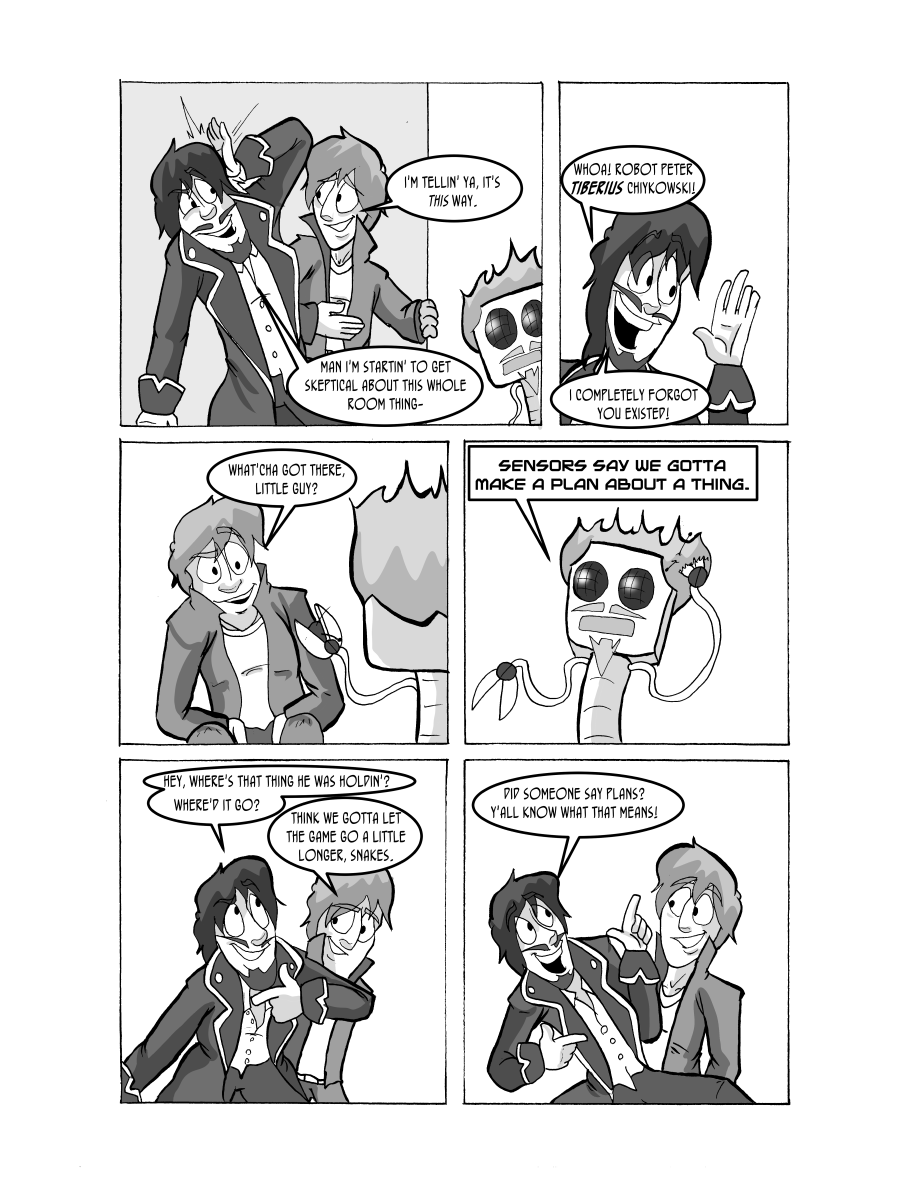 I'M TELLIN' YA, IT'S
THIS WAY.
MAN I'M STARTIN' TO GET
SKEPTICAL ABOUT THIS WHOLE
ROOM THING-
WHOA! ROBOT PETER
TIBERIUS CHIYKOWSKI!
I COMPLETELY FORGOT
YOU EXISTED!
WHAT'CHA GOT THERE,
LITTLE GUY?
SENSORS SAY WE GOTTA
MAKE A PLAN ABOUT A THING.
HEY, WHERE'S THAT THING HE WAS HOLDIN'?
WHERE'D IT GO?
THINK WE GOTTA LET
THE GAME GO A LITTLE
LONGER, SNAKES.
DID SOMEONE SAY PLANS?
Y'ALL KNOW WHAT THAT MEANS!